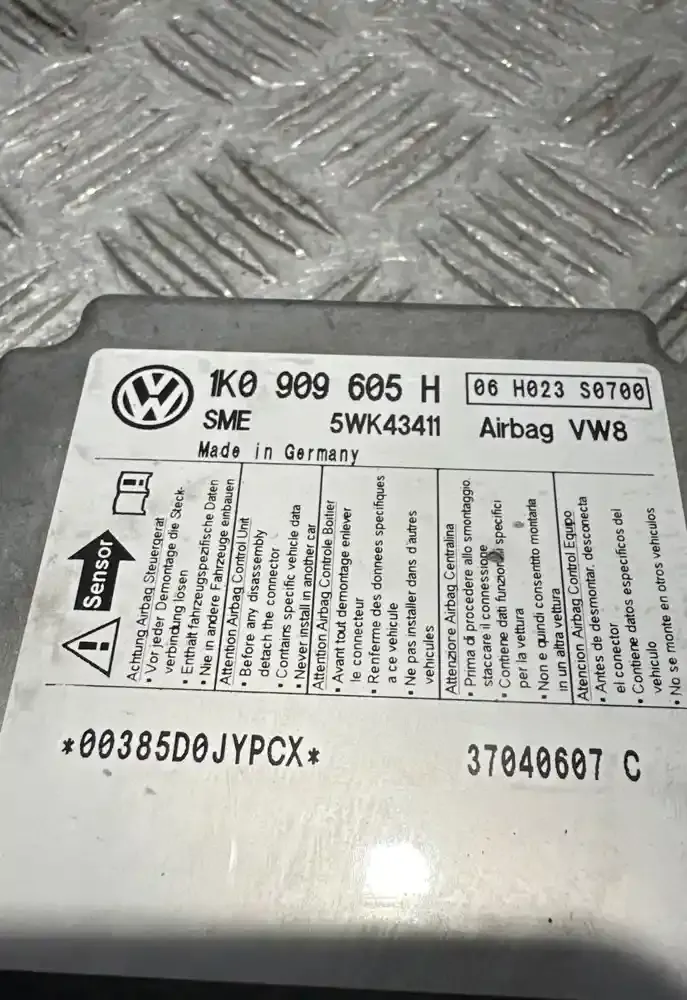 1K0 909 605 H
06 H023 S0700
SME 5WK43411 Airbag VW8
Made in Germany
Sensor
Achtung Airbag Steuergerät
• Vor jeder Demontage die Steck-
verbindung lösen
• Enthält fahrzeugspezifische Daten
• Nie in andere Fahrzeuge einbauen
Attention Airbag Control Unit
• Before any disassembly
detach the connector
• Contains specific vehicle data
• Never install in another car
Attention Airbag Controle Boitier
• Avant tout demontage enlever
le connecteur
• Renferme des donnees specifiques
a ce vehicule
• Ne pas installer dans d'autres
vehicules
Attenzione Airbag Centralina
• Prima di procedere allo smontaggio.
staccare il connessione
• Contiene dati funzion specifici
per la vettura
• Non e quindi consentito montarla
in un altra vettura
Atencion Airbag Control Equipo
• Antes de desmontar. desconecta
el conector
• Contiene datos especificos del
vehiculo
• No se monte en otros vehiculos
*00385D0JYPCX*
37040607 C